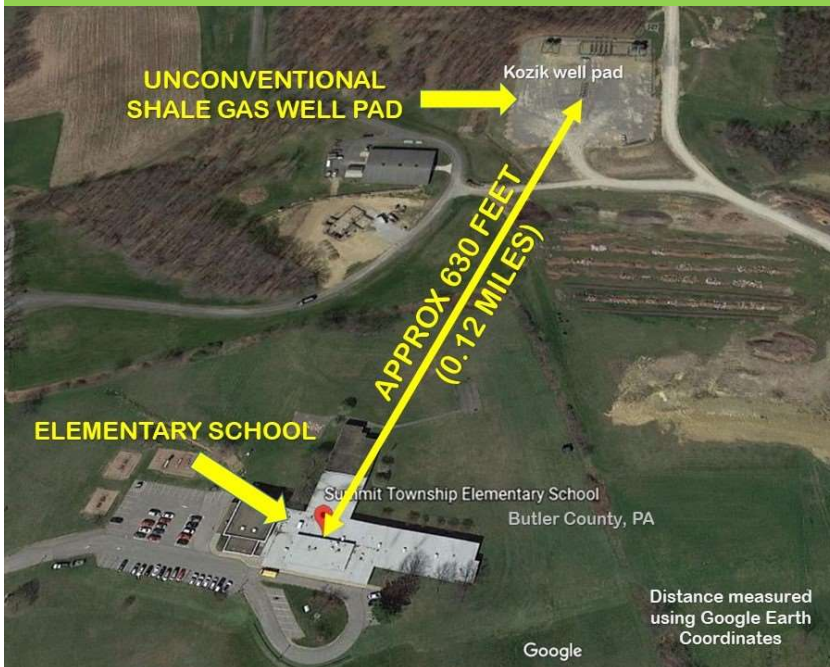 Kozik well pad
UNCONVENTIONAL
SHALE GAS WELL PAD
APPROX 630 FEET
(0.12 MILES)
ELEMENTARY SCHOOL
Summit Township Elementary School
Butler County, PA
Distance measured
using Google Earth
Coordinates
Google